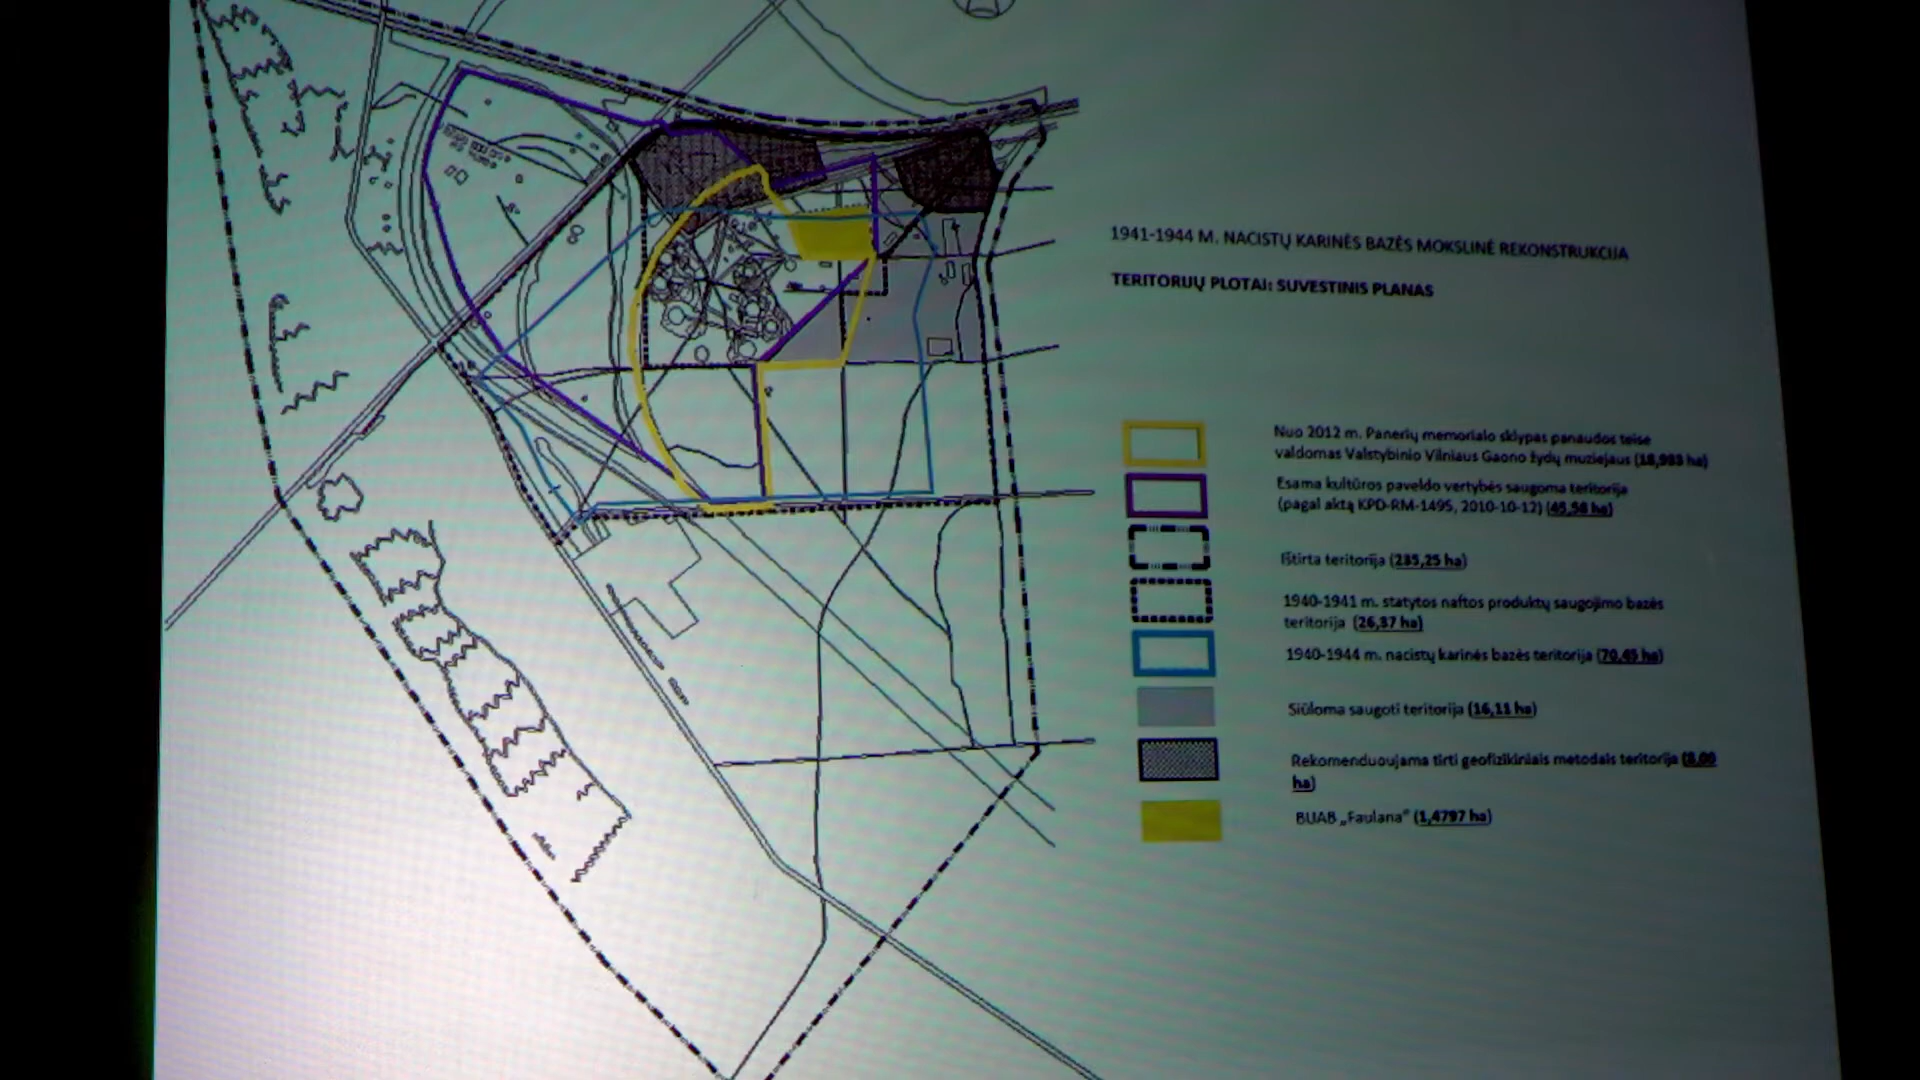 1941-1944 M. NACISTŲ KARINĖS BAZĖS MOKSLINĖ REKONSTRUKCIJA
TERITORIJŲ PLOTAI: SUVESTINIS PLANAS
Nuo 2012 m. Panerių memorialo sklypas panaudos teise
valdomas Valstybinio Vilniaus Gaono žydų muziejaus (18,983 ha)
Esama kultūros paveldo vertybės saugoma teritorija
(pagal aktą KPD-RM-1495, 2010-10-12) (45,58 ha)
Ištirta teritorija (285,25 ha)
1940-1941 m. statytos naftos produktų saugojimo bazės
teritorija (26,37 ha)
1940-1944 m. nacistų karinės bazės teritorija (70,45 ha)
Siūloma saugoti teritorija (16,11 ha)
Rekomenduoujama tirti geofizikiniais metodais teritorija (8,00
ha)
BUAB „Faulana" (1,4797 ha)